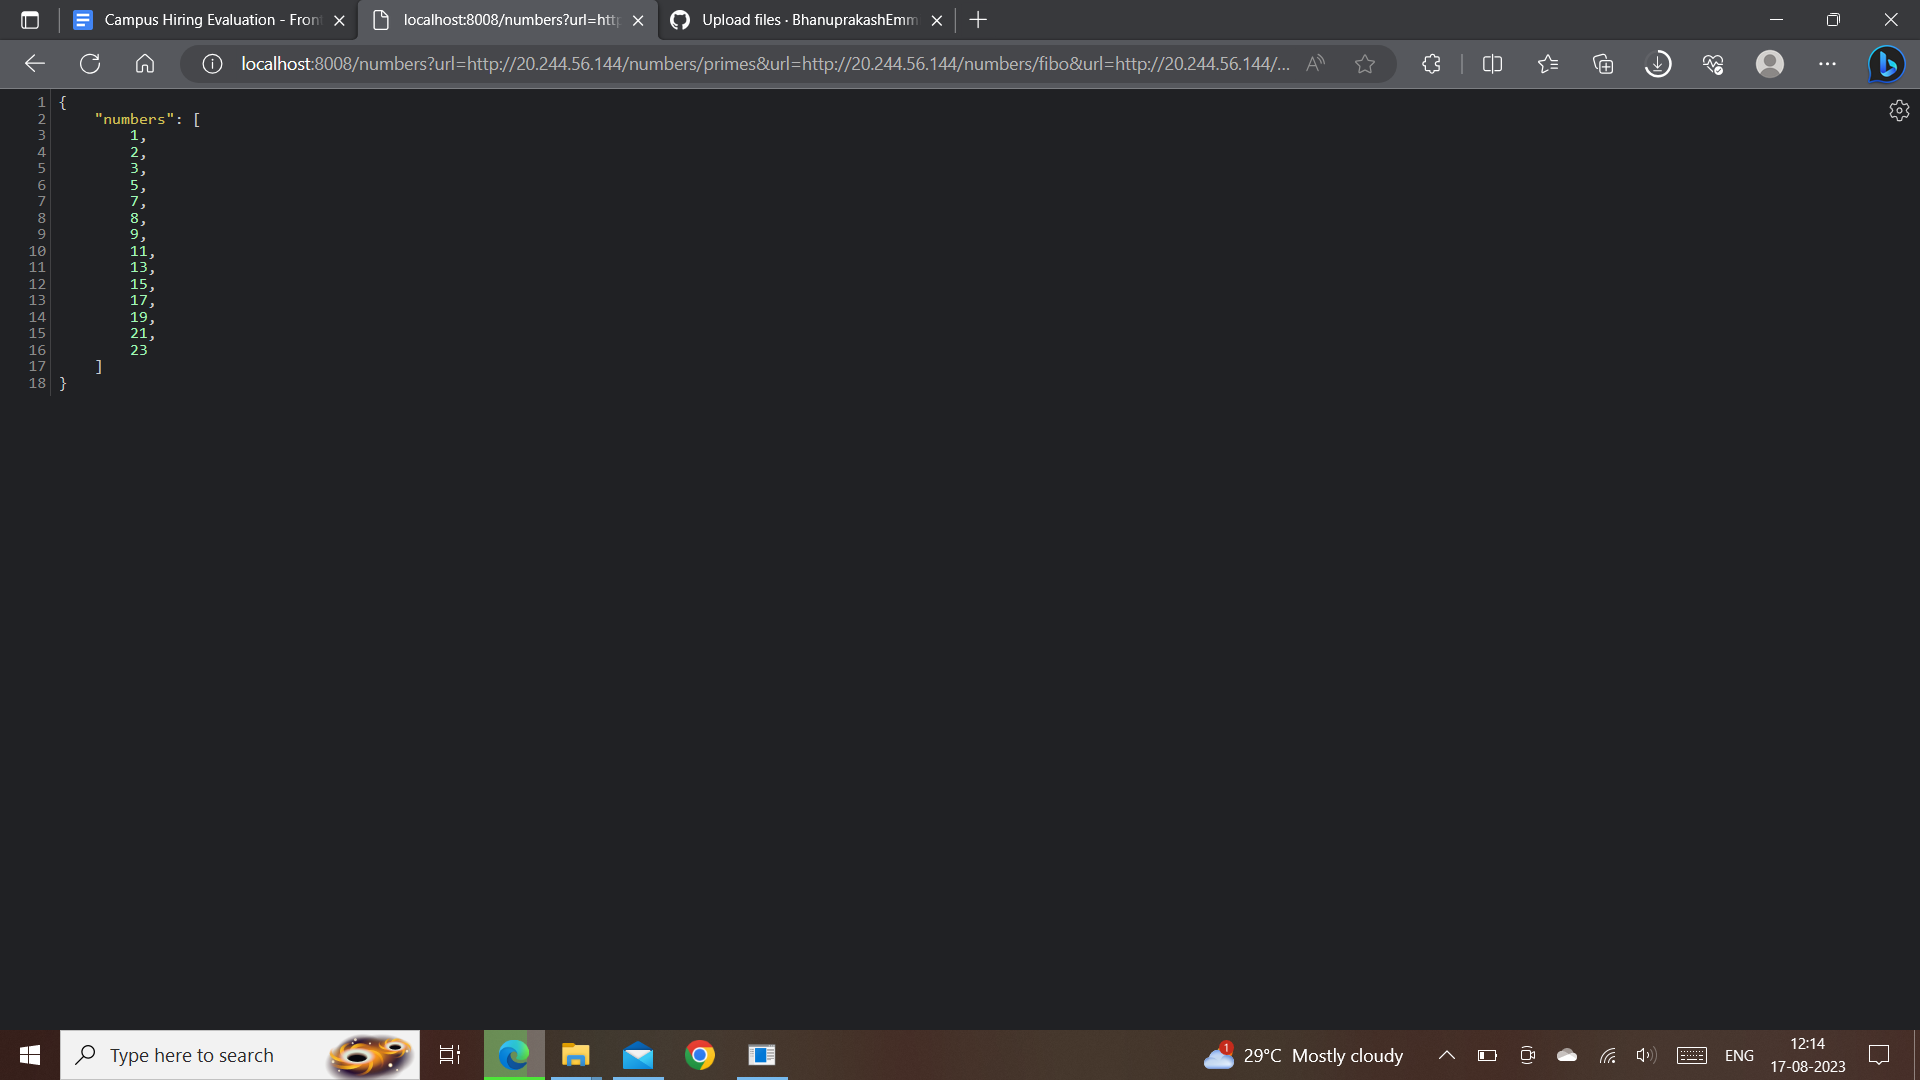 Campus Hiring Evaluation - Fron
localhost:8008/numbers?url=http
Upload files · BhanuprakashEmm
localhost:8008/numbers?url=http://20.244.56.144/numbers/primes&url=http://20.244.56.144/numbers/fibo&url=http://20.244.56.144/...
1 {
2 "numbers": [
3 1,
4 2,
5 3,
6 5,
7 7,
8 8,
9 9,
10 11,
11 13,
12 15,
13 17,
14 19,
15 21,
16 23
17 ]
18 }
Type here to search
1
29°C Mostly cloudy
ENG
12:14
17-08-2023